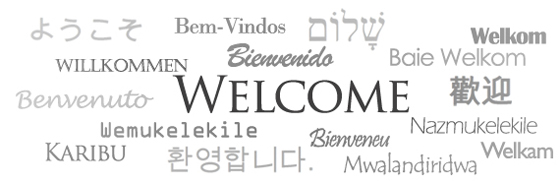 ようこそ
Bem-Vindos
שָׁלוֹם
Welkom
WILLKOMMEN
Bienvenido
Baie Welkom
Benvenuto
WELCOME
歡迎
Wemukelekile
Bienveneu
Nazmukelekile
KARIBU
환영합니다.
Mwalandiridwa
Welkam